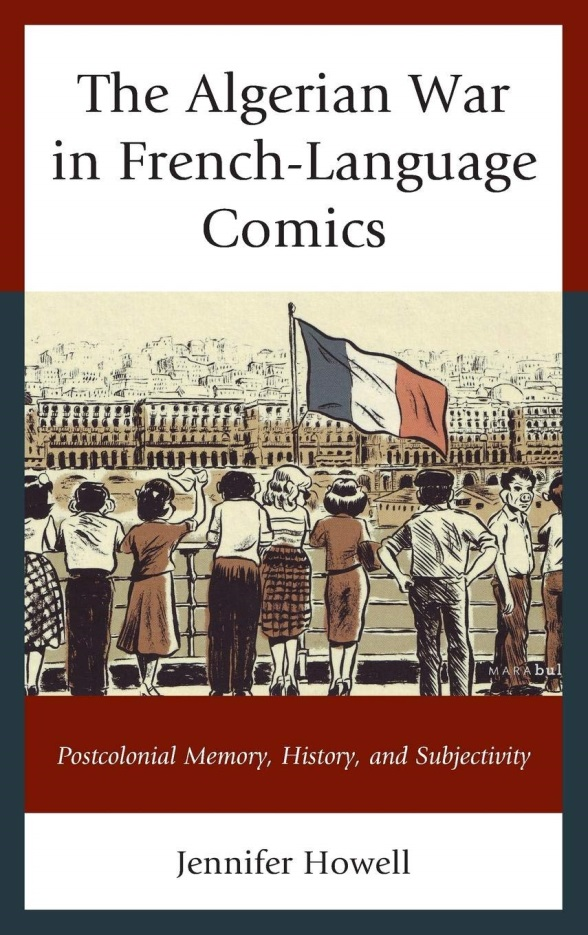 The Algerian War
in French-Language
Comics
MARAbul
Postcolonial Memory, History, and Subjectivity
Jennifer Howell